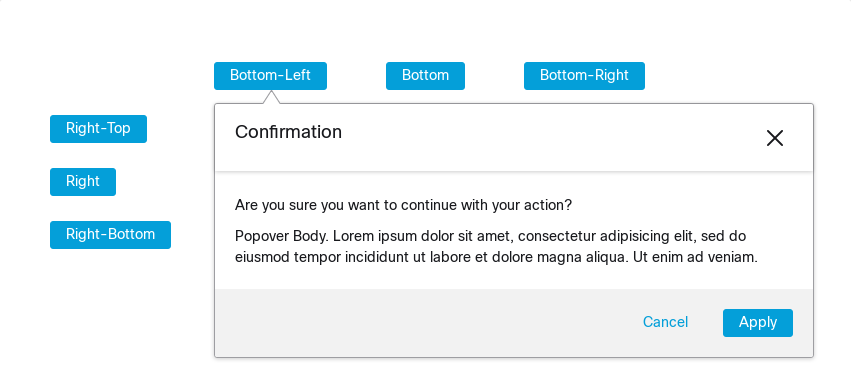 Bottom-Left Bottom Bottom-Right
Right-Top
Right
Right-Bottom
Confirmation
Are you sure you want to continue with your action?
Popover Body. Lorem ipsum dolor sit amet, consectetur adipisicing elit, sed do
eiusmod tempor incididunt ut labore et dolore magna aliqua. Ut enim ad veniam.
Cancel Apply